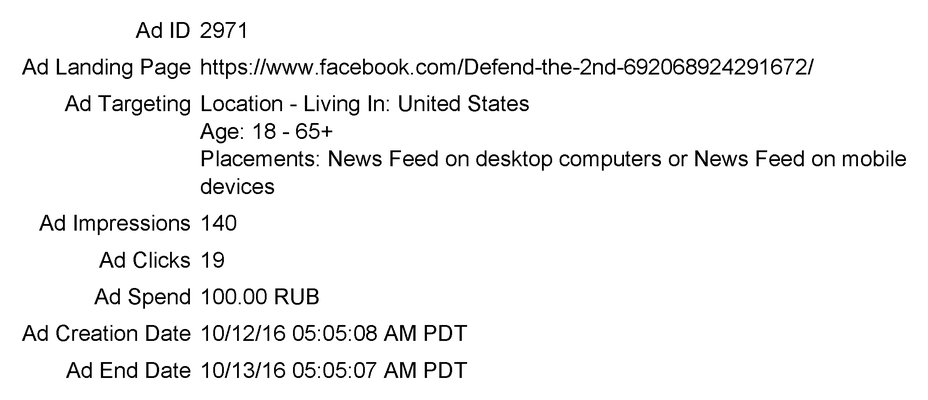 Ad ID 2971
Ad Landing Page https://www.facebook.com/Defend-the-2nd-692068924291672/
Ad Targeting Location - Living In: United States
Age: 18 - 65+
Placements: News Feed on desktop computers or News Feed on mobile
devices
Ad Impressions 140
Ad Clicks 19
Ad Spend 100.00 RUB
Ad Creation Date 10/12/16 05:05:08 AM PDT
Ad End Date 10/13/16 05:05:07 AM PDT